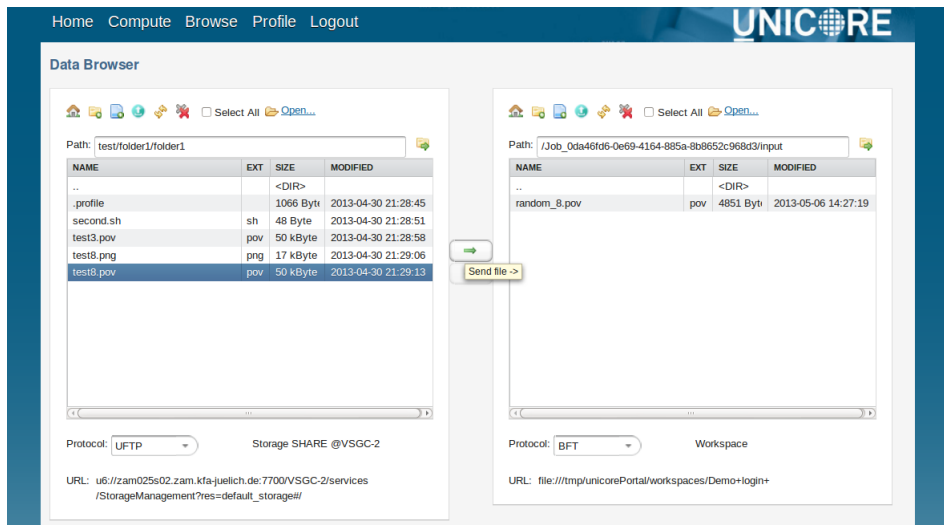 Home Compute Browse Profile Logout
UNICORE
Data Browser
Select All Open...
Path: test/folder1/folder1
NAME EXT SIZE MODIFIED
.. <DIR>
.profile 1066 Byte 2013-04-30 21:28:45
second.sh sh 48 Byte 2013-04-30 21:28:51
test3.pov pov 50 kByte 2013-04-30 21:28:58
test8.png png 17 kByte 2013-04-30 21:29:06
test8.pov pov 50 kByte 2013-04-30 21:29:13
Protocol: UFTP Storage SHARE @VSGC-2
URL: u6://zam025s02.zam.kfa-juelich.de:7700/VSGC-2/services
/StorageManagement?res=default_storage#/
Send file ->
Select All Open...
Path: /Job_0da46fd6-0e69-4164-885a-8b8652c968d3/input
NAME EXT SIZE MODIFIED
.. <DIR>
random_8.pov pov 4851 Byte 2013-05-06 14:27:19
Protocol: BFT Workspace
URL: file:///tmp/unicorePortal/workspaces/Demo+login+